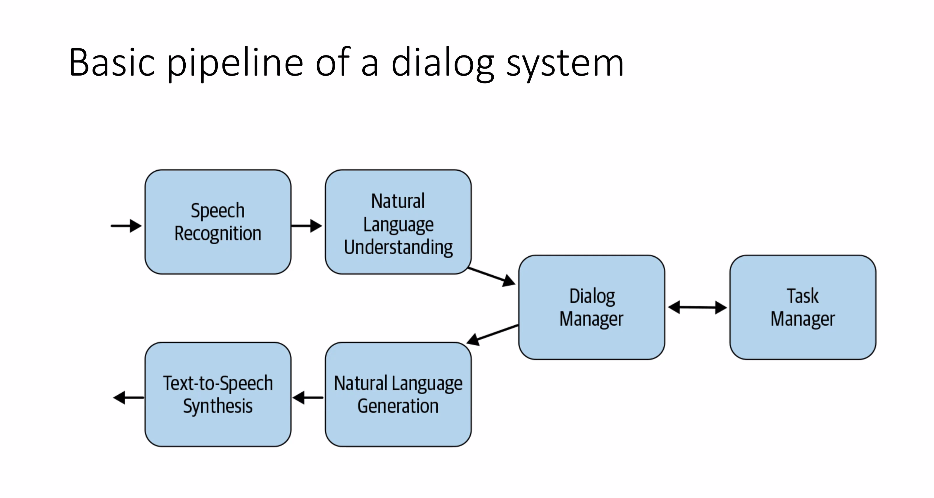 Basic pipeline of a dialog system
Speech
Recognition
Natural
Language
Understanding
Dialog
Manager
Task
Manager
Text-to-Speech
Synthesis
Natural Language
Generation